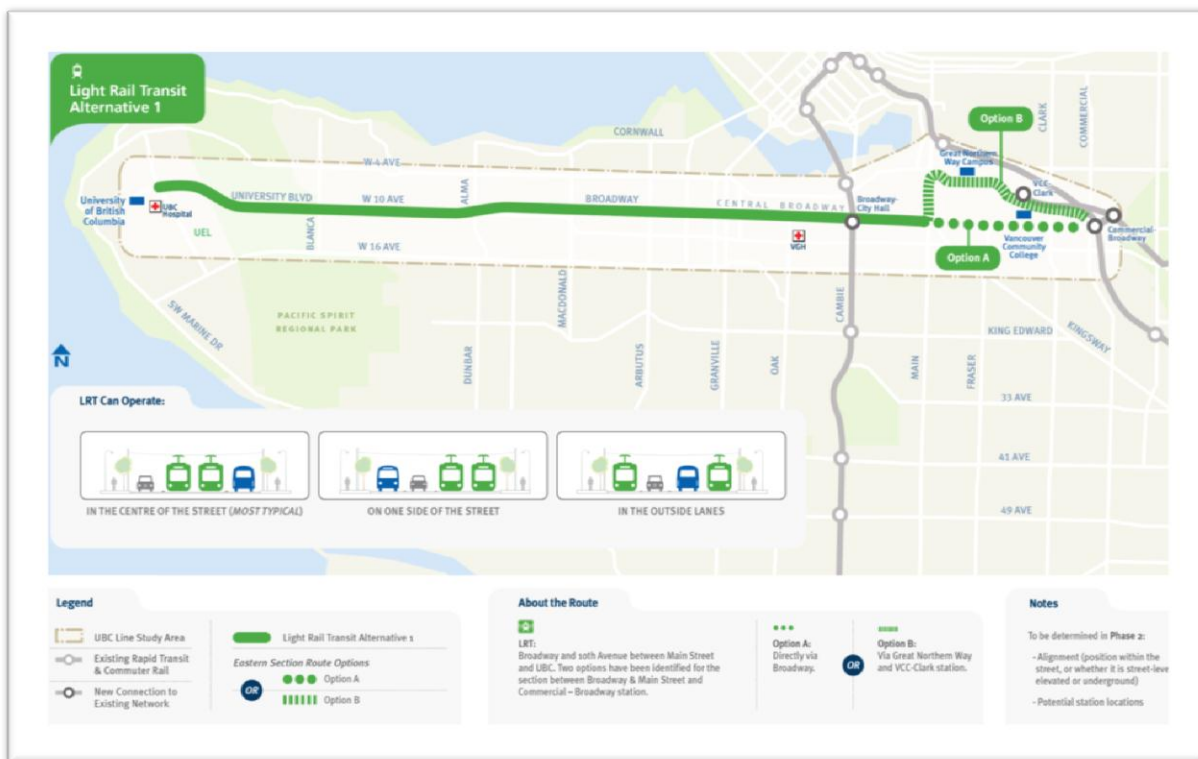 Light Rail Transit
Alternative 1
CORNWALL
Option B
CLARK
COMMERCIAL
Great Northern
Way Campus
W 4 AVE
VCC-
Clark
University
of British
Columbia
UBC
Hospital
UNIVERSITY BLVD
W 10 AVE
ALMA
BROADWAY
CENTRAL BROADWAY
Broadway-
City Hall
Commercial-
Broadway
UEL
BLANCA
W 16 AVE
VGH
Vancouver
Community
College
Option A
SW MARINE DR
PACIFIC SPIRIT
REGIONAL PARK
MACDONALD
CAMBIE
KING EDWARD
KINGSWAY
N
DUNBAR
ARBUTUS
GRANVILLE
OAK
MAIN
FRASER
33 AVE
41 AVE
49 AVE
LRT Can Operate:
IN THE CENTRE OF THE STREET (MOST TYPICAL)
ON ONE SIDE OF THE STREET
IN THE OUTSIDE LANES
Legend
UBC Line Study Area
Existing Rapid Transit
& Commuter Rail
New Connection to
Existing Network
Light Rail Transit Alternative 1
Eastern Section Route Options
OR
Option A
Option B
About the Route
LRT:
Broadway and 10th Avenue between Main Street
and UBC. Two options have been identified for the
section between Broadway & Main Street and
Commercial – Broadway station.
Option A:
Directly via
Broadway.
OR
Option B:
Via Great Northern Way
and VCC-Clark station.
Notes
To be determined in Phase 2:
- Alignment (position within the
street, or whether it is street-leve
elevated or underground)
- Potential station locations